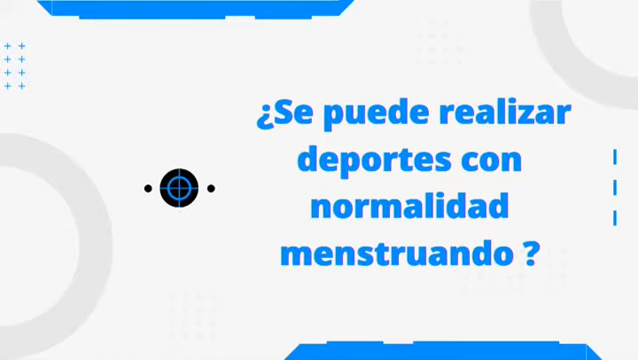 ¿Se puede realizar
deportes con
normalidad
menstruando ?